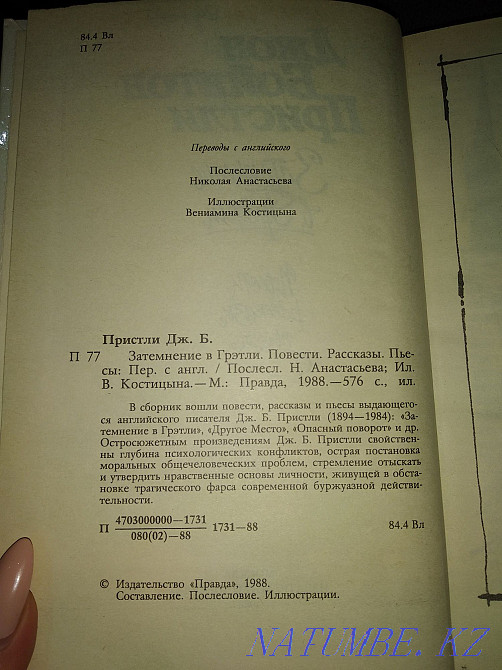 84.4 Вл
П 77
Джон
Бойнтон
Пристли
Переводы с английского
Послесловие
Николая Анастасьева
Иллюстрации
Вениамина Костицына
Пристли Дж. Б.
П 77 Затемнение в Грэтли. Повести. Рассказы. Пье-
сы: Пер. с англ. / Послесл. Н. Анастасьева; Ил.
В. Костицына.— М.: Правда, 1988.—576 с., ил.
В сборник вошли повести, рассказы и пьесы выдающего-
ся английского писателя Дж. Б. Пристли (1894—1984): «За-
темнение в Грэтли», «Другое Место», «Опасный поворот» и др.
Остросюжетным произведениям Дж. Б. Пристли свойствен-
ны глубина психологических конфликтов, острая постановка
моральных общечеловеческих проблем, стремление отыскать
и утвердить нравственные основы личности, живущей в обста-
новке трагического фарса современной буржуазной действи-
тельности.
П 4703000000—1731 / 080(02)—88 1731—88 84.4 Вл
© Издательство «Правда», 1988.
Составление. Послесловие. Иллюстрации.
NATUMBE.KZ